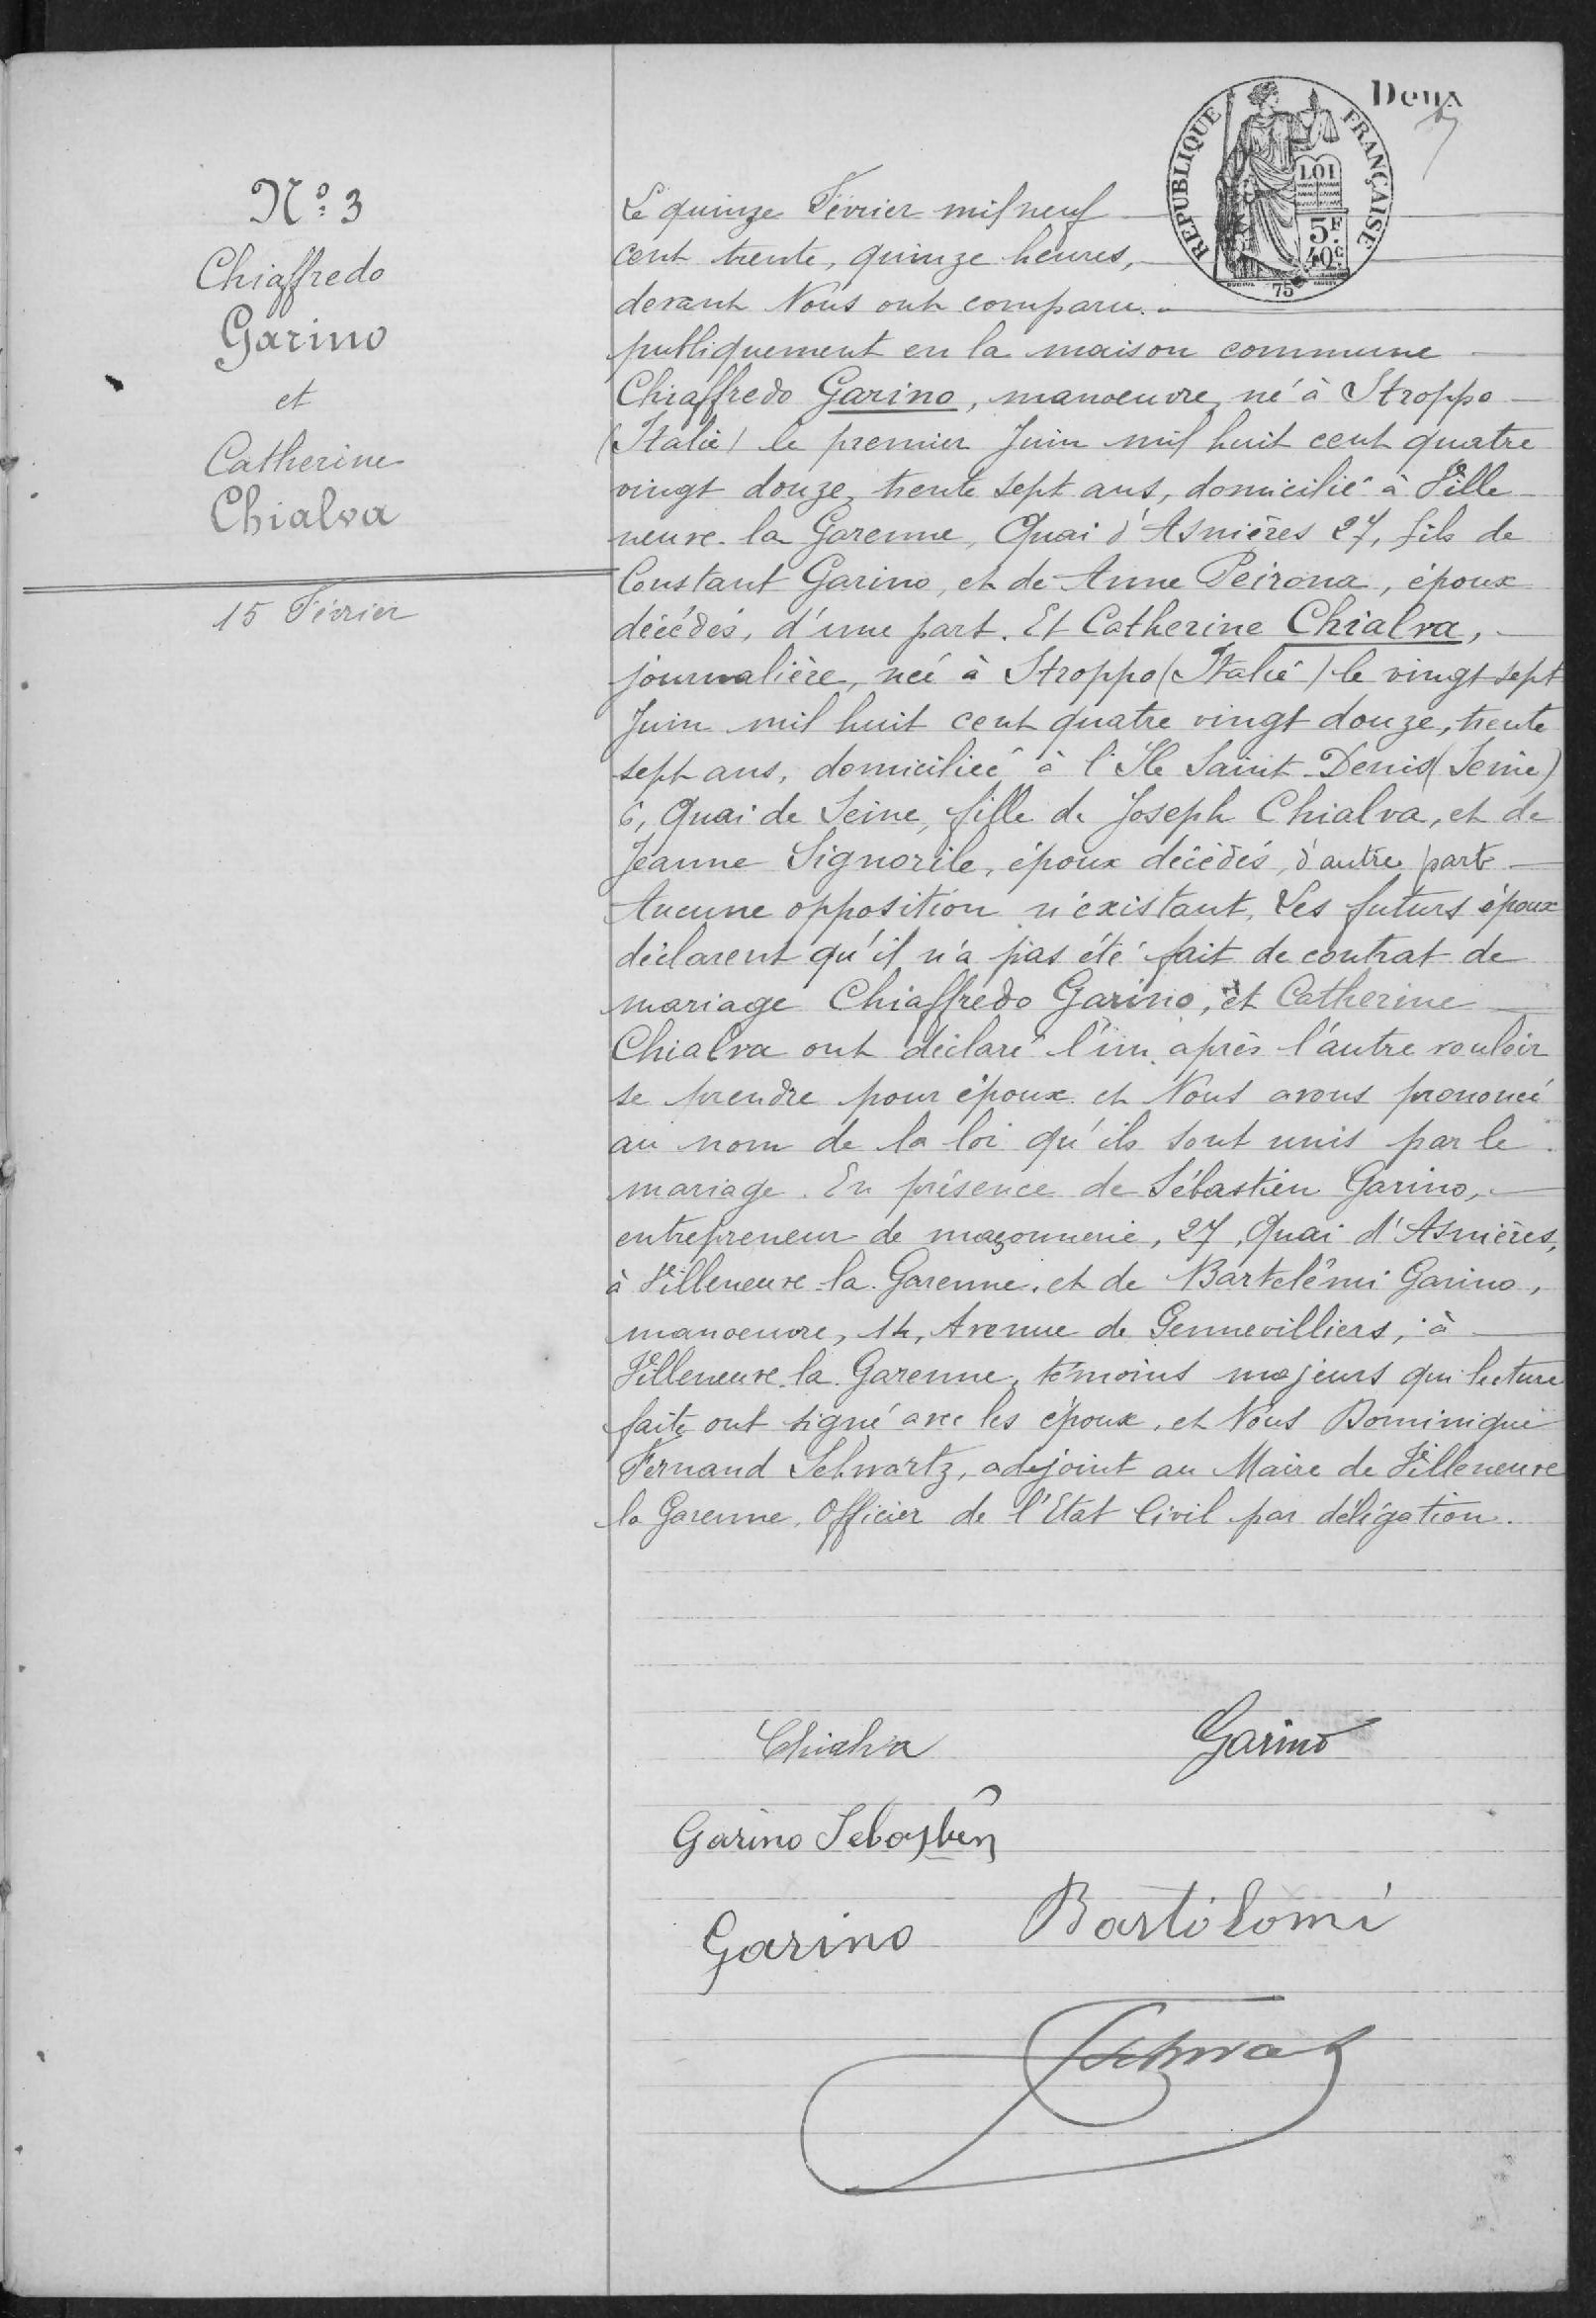 Deux
RÉPUBLIQUE FRANÇAISE
LOI
5F.
40c
75
N° 3
Chiaffredo
Garino
et
Catherine
Chialva
15 Février
Le quinze Février mil neuf
cent trente, quinze heures,
devant Nous ont comparu
publiquement en la maison commune
Chiaffredo Garino, manoeuvre, né à Stroppo
(Italie) le premier Juin mil huit cent quatre
vingt douze, trente sept ans, domicilié à Ville
neuve-la Garenne, Quai d'Asnières 27, fils de
Constant Garino, et de Anne Peirona, époux
décédés, d'une part. Et Catherine Chialva,
journalière, née à Stroppo (Italie) le vingt sept
Juin mil huit cent quatre vingt douze, trente
sept ans, domiciliée à l'Ile Saint-Denis (Seine)
6, Quai de Seine, fille de Joseph Chialva, et de
Jeanne Signorile, époux décédés, d'autre part
Aucune opposition n'existant, Les futurs époux
déclarent qu'il n'a pas été fait de contrat de
mariage Chiaffredo Garino, et Catherine
Chialva ont déclaré l'un après l'autre vouloir
se prendre pour époux et Nous avons prononcé
au nom de la loi qu'ils sont unis par le
mariage. En présence de Sébastien Garino,
entrepreneur de maçonnerie, 27, Quai d'Asnières,
à Villeneuve-la-Garenne, et de Bartelémi Garino,
manoeuvre, 14, Avenue de Gennevilliers, à
Villeneuve-la-Garenne, témoins majeurs qui lecture
faite ont signé avec les époux, et Nous Dominique
Fernand Schwartz, adjoint au Maire de Villeneuve
la Garenne, Officier de l'Etat Civil par délégation.
Chialva Garino
Garino Sebastien
Garino Bartolomi